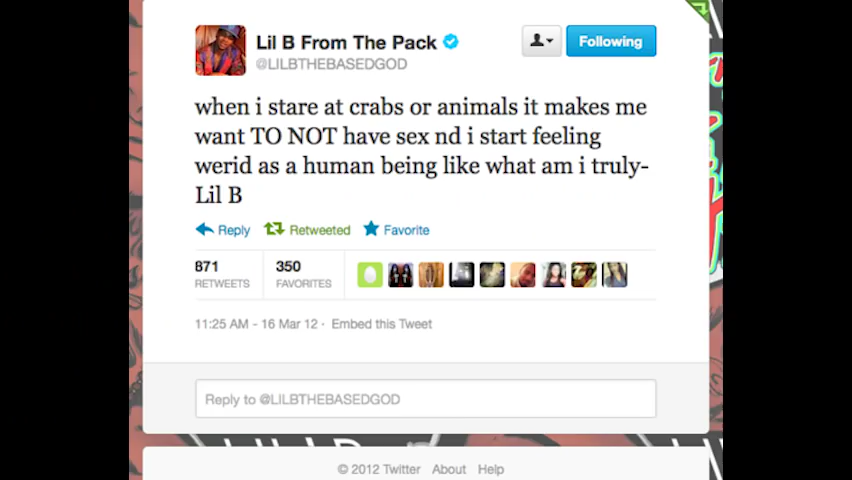 Lil B From The Pack
Following
@LILBTHEBASEDGOD
when i stare at crabs or animals it makes me
want TO NOT have sex nd i start feeling
werid as a human being like what am i truly-
Lil B
Reply Retweeted Favorite
871 350
RETWEETS FAVORITES
11:25 AM - 16 Mar 12 · Embed this Tweet
Reply to @LILBTHEBASEDGOD
© 2012 Twitter About Help